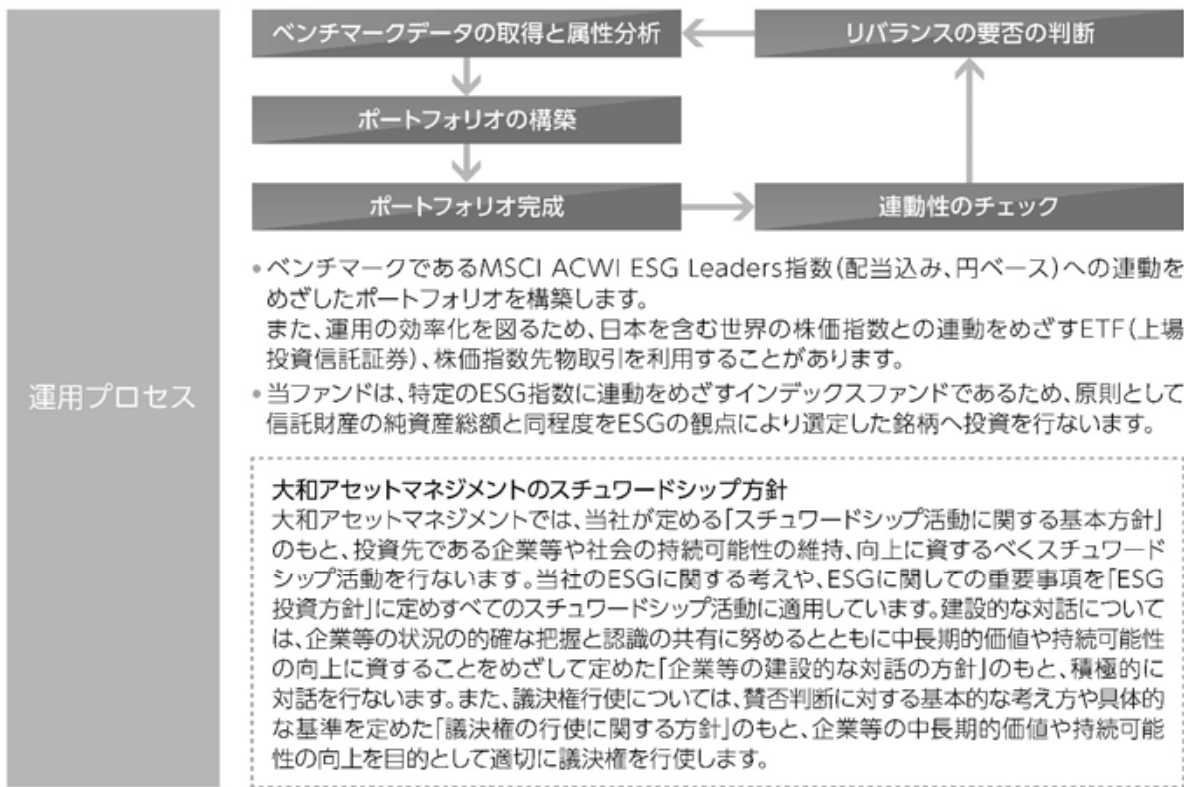 運用プロセス
ベンチマークデータの取得と属性分析
リバランスの要否の判断
ポートフォリオの構築
ポートフォリオ完成
連動性のチェック
•ベンチマークであるMSCI ACWI ESG Leaders指数(配当込み、円ベース)への連動を
めざしたポートフォリオを構築します。
また、運用の効率化を図るため、日本を含む世界の株価指数との連動をめざすETF(上場
投資信託証券)、株価指数先物取引を利用することがあります。
•当ファンドは、特定のESG指数に連動をめざすインデックスファンドであるため、原則として
信託財産の純資産総額と同程度をESGの観点により選定した銘柄へ投資を行ないます。
大和アセットマネジメントのスチュワードシップ方針
大和アセットマネジメントでは、当社が定める「スチュワードシップ活動に関する基本方針」
のもと、投資先である企業等や社会の持続可能性の維持、向上に資するべくスチュワード
シップ活動を行ないます。当社のESGに関する考えや、ESGに関しての重要事項を「ESG
投資方針」に定めすべてのスチュワードシップ活動に適用しています。建設的な対話について
は、企業等の状況の的確な把握と認識の共有に努めるとともに中長期的価値や持続可能性
の向上に資することをめざして定めた「企業等の建設的な対話の方針」のもと、積極的に
対話を行ないます。また、議決権行使については、賛否判断に対する基本的な考え方や具体的
な基準を定めた「議決権の行使に関する方針」のもと、企業等の中長期的価値や持続可能
性の向上を目的として適切に議決権を行使します。